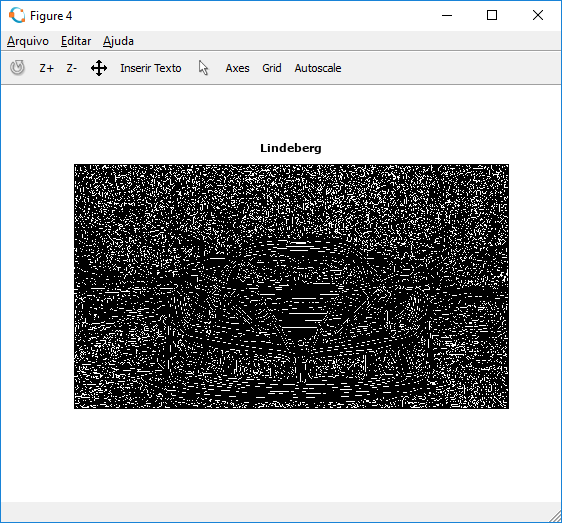 Figure 4
Arquivo Editar Ajuda
Z+ Z- Inserir Texto Axes Grid Autoscale
Lindeberg